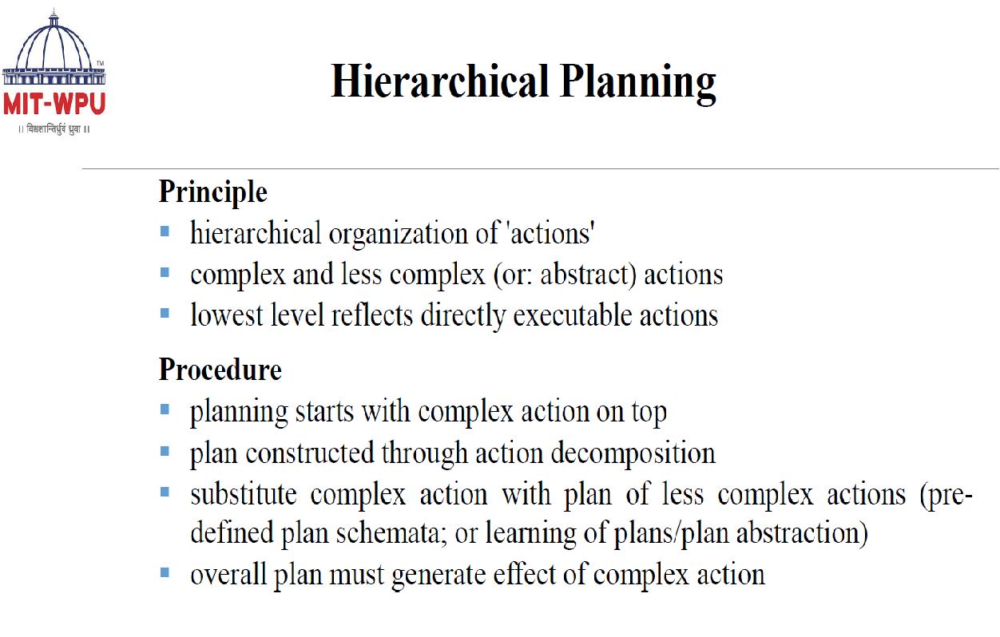 Hierarchical Planning
TM
MIT-WPU
।। विश्वशान्तिर्ध्रुवं ध्रुवा ।।
Principle
hierarchical organization of 'actions'
complex and less complex (or: abstract) actions
lowest level reflects directly executable actions
Procedure
planning starts with complex action on top
plan constructed through action decomposition
substitute complex action with plan of less complex actions (pre-
defined plan schemata; or learning of plans/plan abstraction)
overall plan must generate effect of complex action